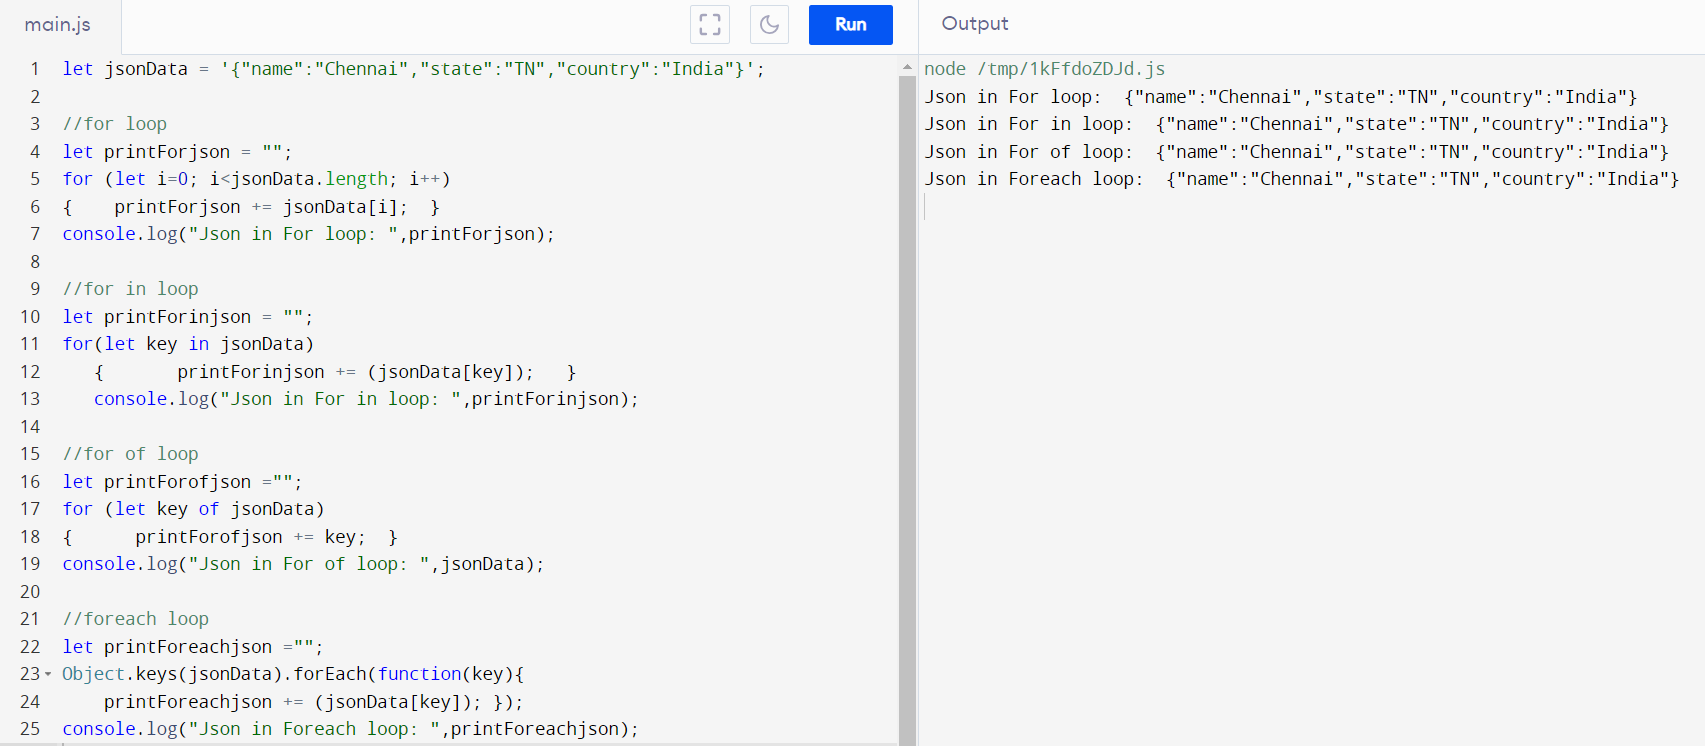 main.js
Run
Output
1 let jsonData = '{"name":"Chennai","state":"TN","country":"India"}';
2
3 //for loop
4 let printForjson = "";
5 for (let i=0; i<jsonData.length; i++)
6 {    printForjson += jsonData[i];  }
7 console.log("Json in For loop: ",printForjson);
8
9 //for in loop
10 let printForinjson = "";
11 for(let key in jsonData)
12    {       printForinjson += (jsonData[key]);   }
13    console.log("Json in For in loop: ",printForinjson);
14
15 //for of loop
16 let printForofjson ="";
17 for (let key of jsonData)
18 {      printForofjson += key;  }
19 console.log("Json in For of loop: ",jsonData);
20
21 //foreach loop
22 let printForeachjson ="";
23 Object.keys(jsonData).forEach(function(key){
24     printForeachjson += (jsonData[key]); });
25 console.log("Json in Foreach loop: ",printForeachjson);
node /tmp/1kFfdoZDJd.js
Json in For loop:  {"name":"Chennai","state":"TN","country":"India"}
Json in For in loop:  {"name":"Chennai","state":"TN","country":"India"}
Json in For of loop:  {"name":"Chennai","state":"TN","country":"India"}
Json in Foreach loop:  {"name":"Chennai","state":"TN","country":"India"}